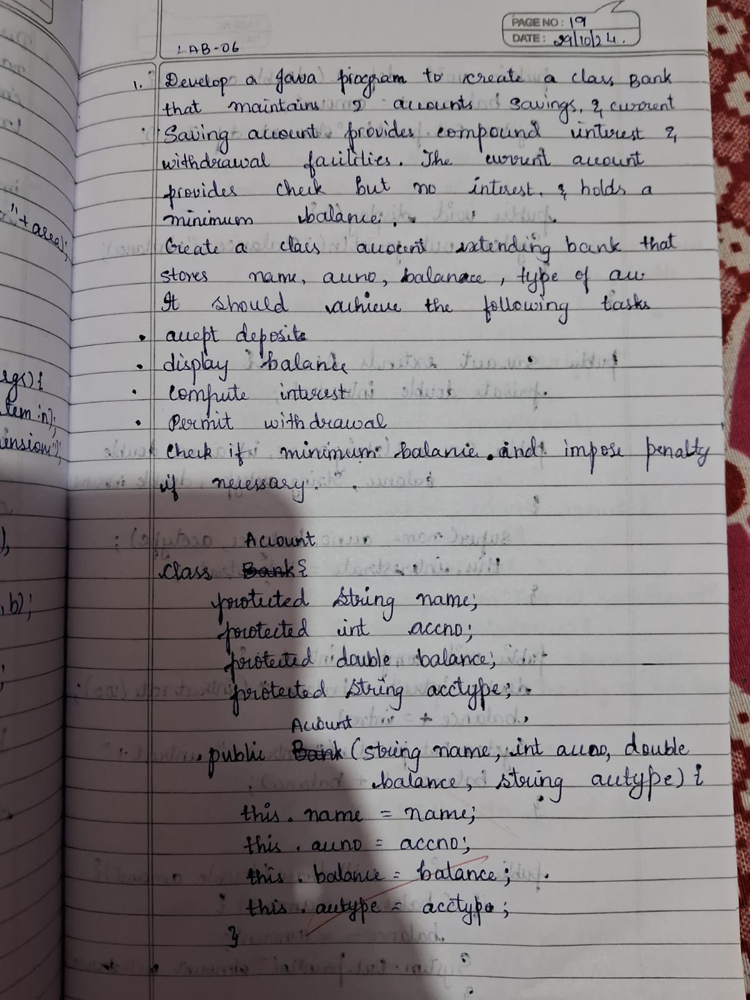 PAGE NO: 19
DATE: 29/10/24.
LAB-06
1. Develop a Java program to create a class Bank
that maintains 2 accounts savings, & current
Saving account provides compound interest &
withdrawal facilities. The current account
provides check but no interest. & holds a
minimum balance.
Create a class account extending bank that
stores name, accno, balanace, type of acc
It should achieve the following tasks
• accept deposits
• display balance
• compute interest
• Permit withdrawal
check if minimum balance and impose penalty
if necessary.
Account
class Bank{
protected string name;
protected int accno;
protected double balance;
protected string acctype;
Account
public Bank (string name, int accno, double
balance, string acctype) {
this. name = name;
this. accno = accno;
this. balance = balance;
this. acctype = acctype;
}
"+area);
rgs(){
tem.in);
ension");
),
,b);
;